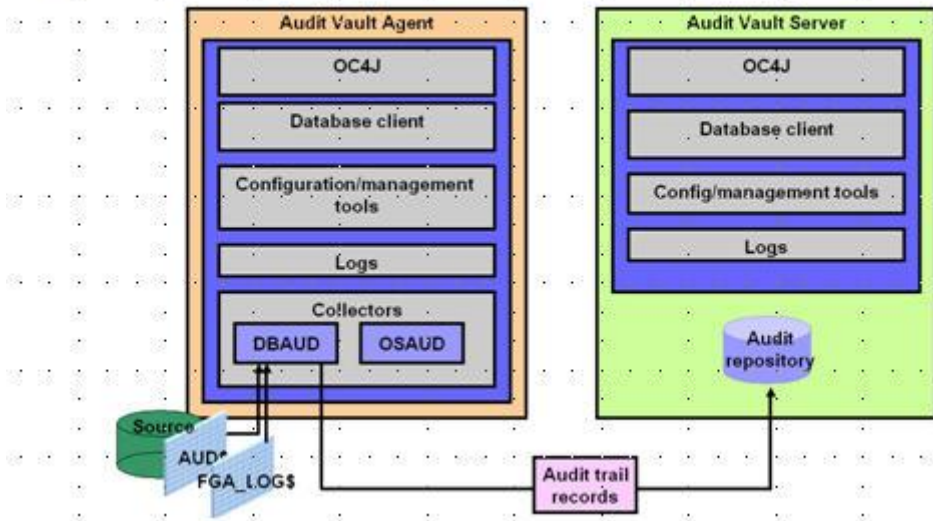 Audit Vault Agent
OC4J
Database client
Configuration/management
tools
Logs
Collectors
DBAUD
OSAUD
Source
AUD$
FGA_LOG$
Audit trail
records
Audit Vault Server
OC4J
Database client
Config/management tools
Logs
Audit
repository